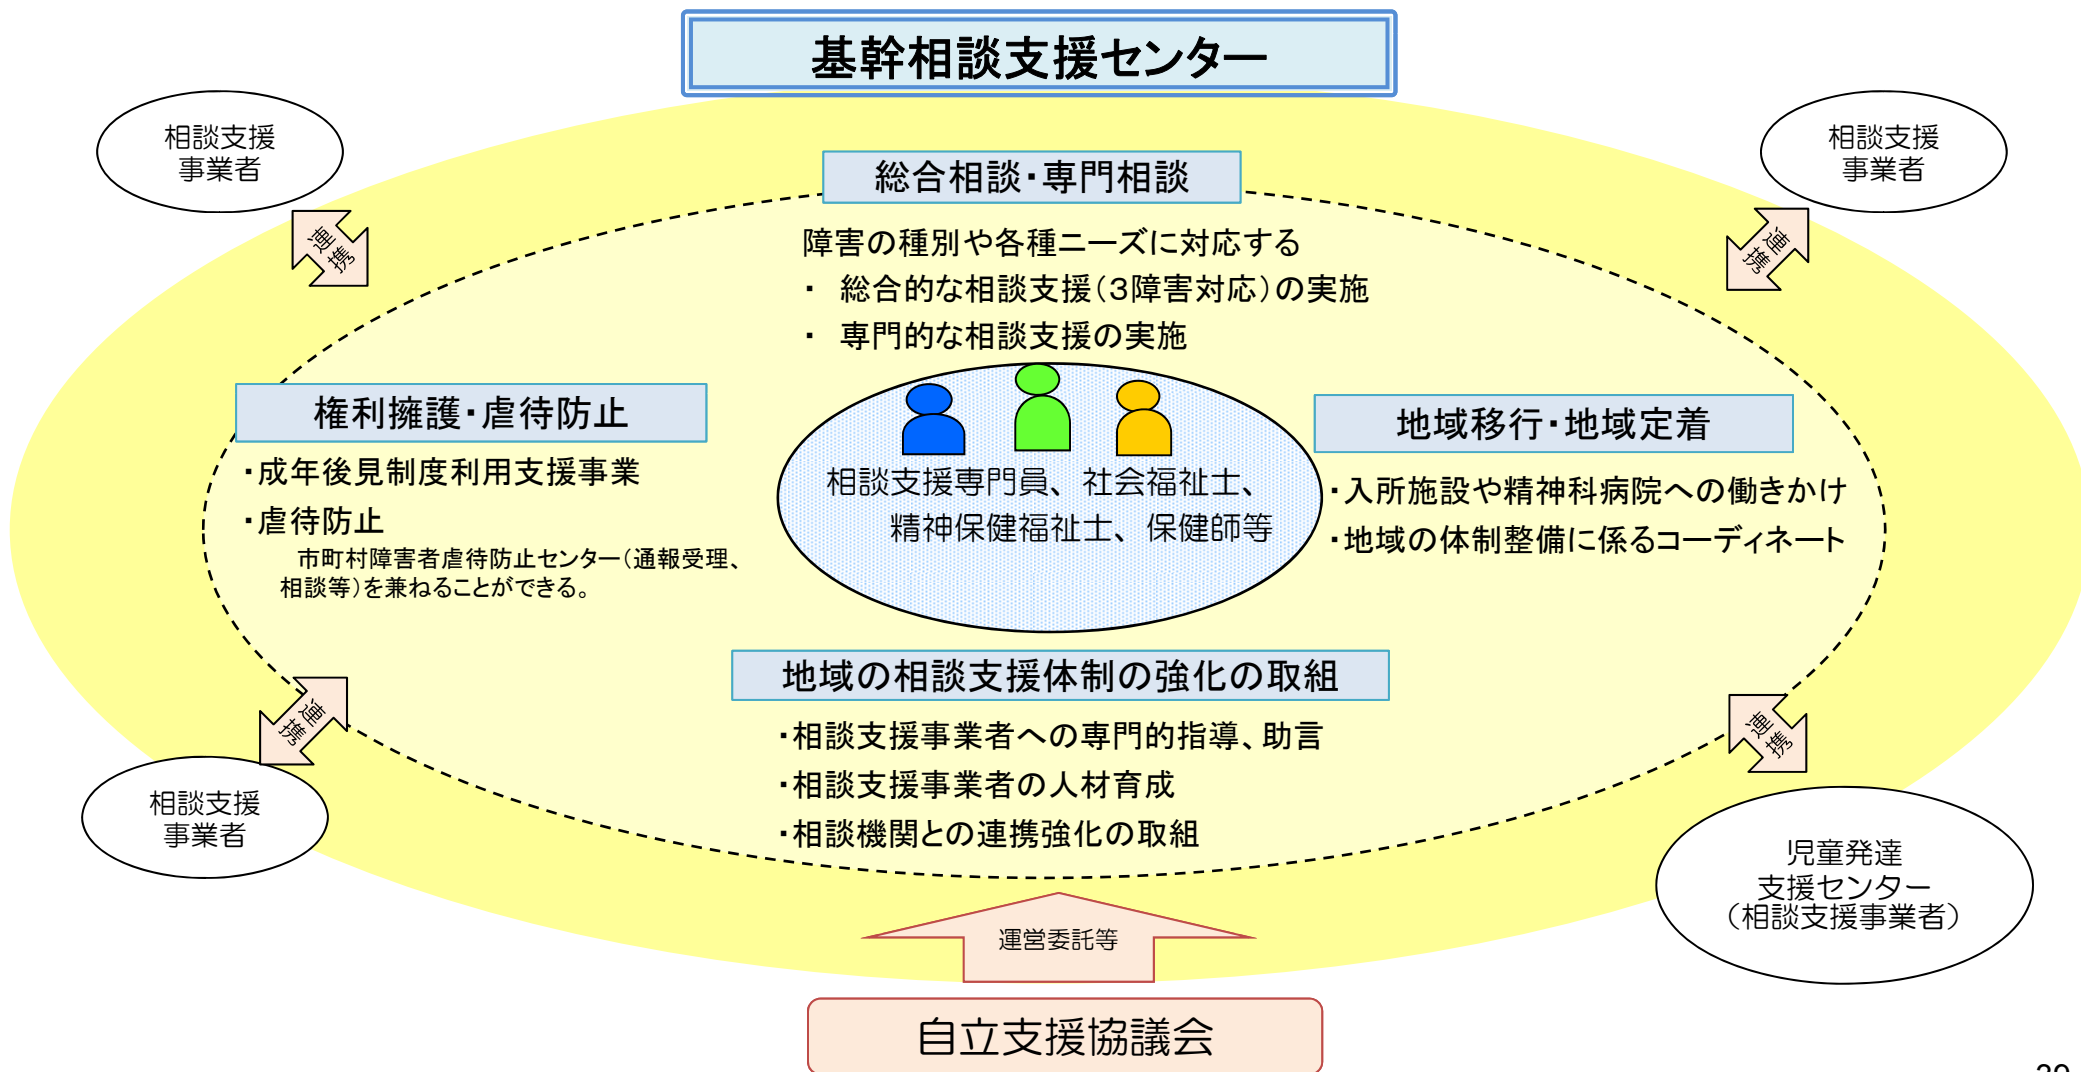 基幹相談支援センター
相談支援
事業者
相談支援
事業者
連携
連携
総合相談・専門相談
障害の種別や各種ニーズに対応する
・ 総合的な相談支援(3障害対応)の実施
・ 専門的な相談支援の実施
権利擁護・虐待防止
・成年後見制度利用支援事業
・虐待防止
市町村障害者虐待防止センター(通報受理、
相談等)を兼ねることができる。
相談支援専門員、社会福祉士、
精神保健福祉士、保健師等
地域移行・地域定着
・入所施設や精神科病院への働きかけ
・地域の体制整備に係るコーディネート
地域の相談支援体制の強化の取組
・相談支援事業者への専門的指導、助言
・相談支援事業者の人材育成
・相談機関との連携強化の取組
連携
連携
相談支援
事業者
児童発達
支援センター
(相談支援事業者)
運営委託等
自立支援協議会